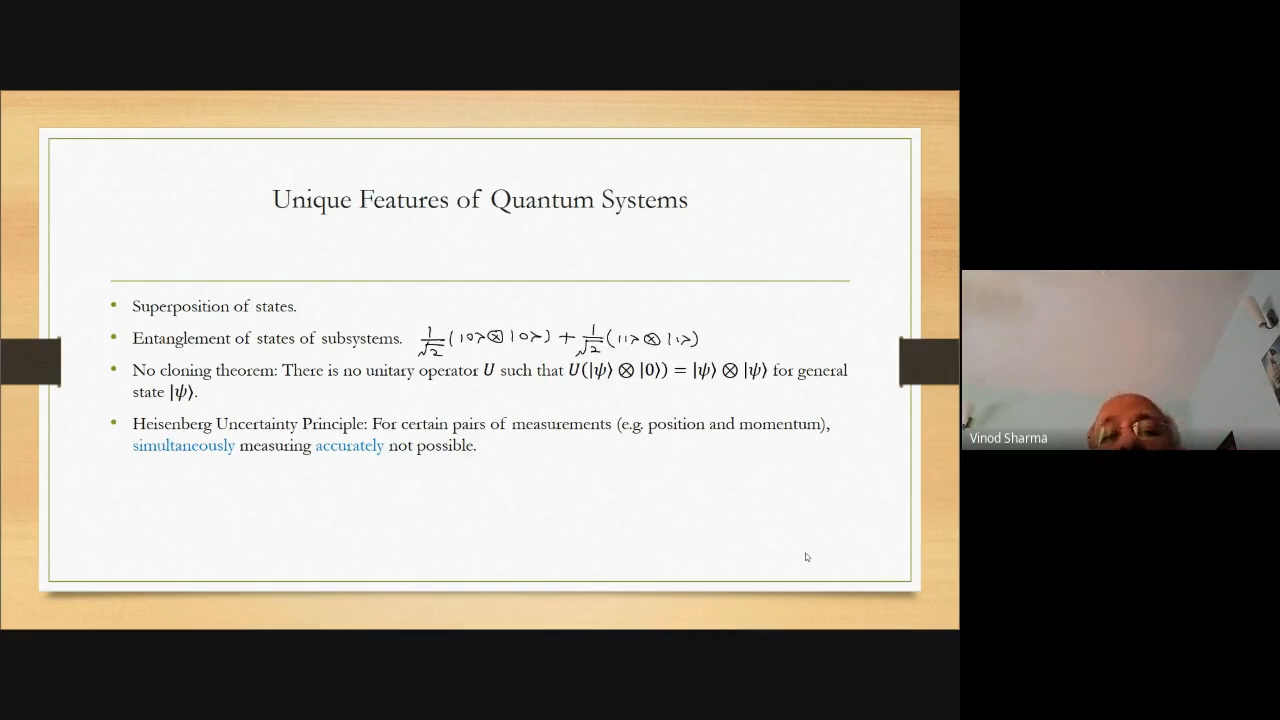 Unique Features of Quantum Systems
• Superposition of states.
• Entanglement of states of subsystems. 1/√2 (|0⟩⊗|0⟩) + 1/√2 (|1⟩⊗|1⟩)
• No cloning theorem: There is no unitary operator U such that U(|ψ⟩ ⊗ |0⟩) = |ψ⟩ ⊗ |ψ⟩ for general
state |ψ⟩.
• Heisenberg Uncertainty Principle: For certain pairs of measurements (e.g. position and momentum),
simultaneously measuring accurately not possible.
Vinod Sharma